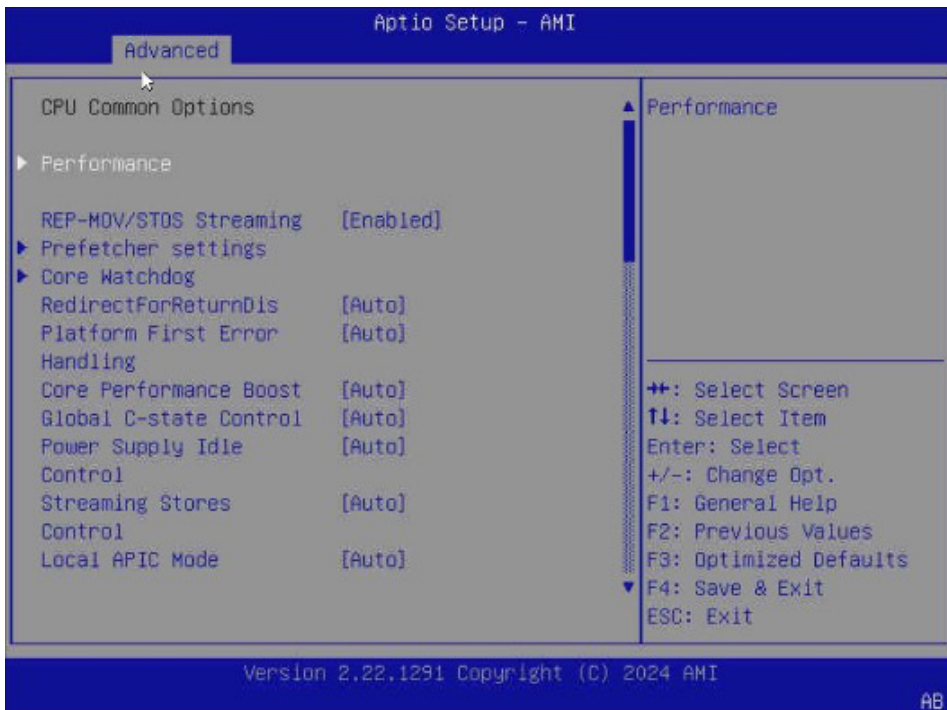 Aptio Setup - AMI
Advanced
CPU Common Options
Performance
REP-MOV/STOS Streaming [Enabled]
Prefetcher settings
Core Watchdog
RedirectForReturnDis [Auto]
Platform First Error [Auto]
Handling
Core Performance Boost [Auto]
Global C-state Control [Auto]
Power Supply Idle [Auto]
Control
Streaming Stores [Auto]
Control
Local APIC Mode [Auto]
Performance
→←: Select Screen
↑↓: Select Item
Enter: Select
+/-: Change Opt.
F1: General Help
F2: Previous Values
F3: Optimized Defaults
F4: Save & Exit
ESC: Exit
Version 2.22.1291 Copyright (C) 2024 AMI
AB